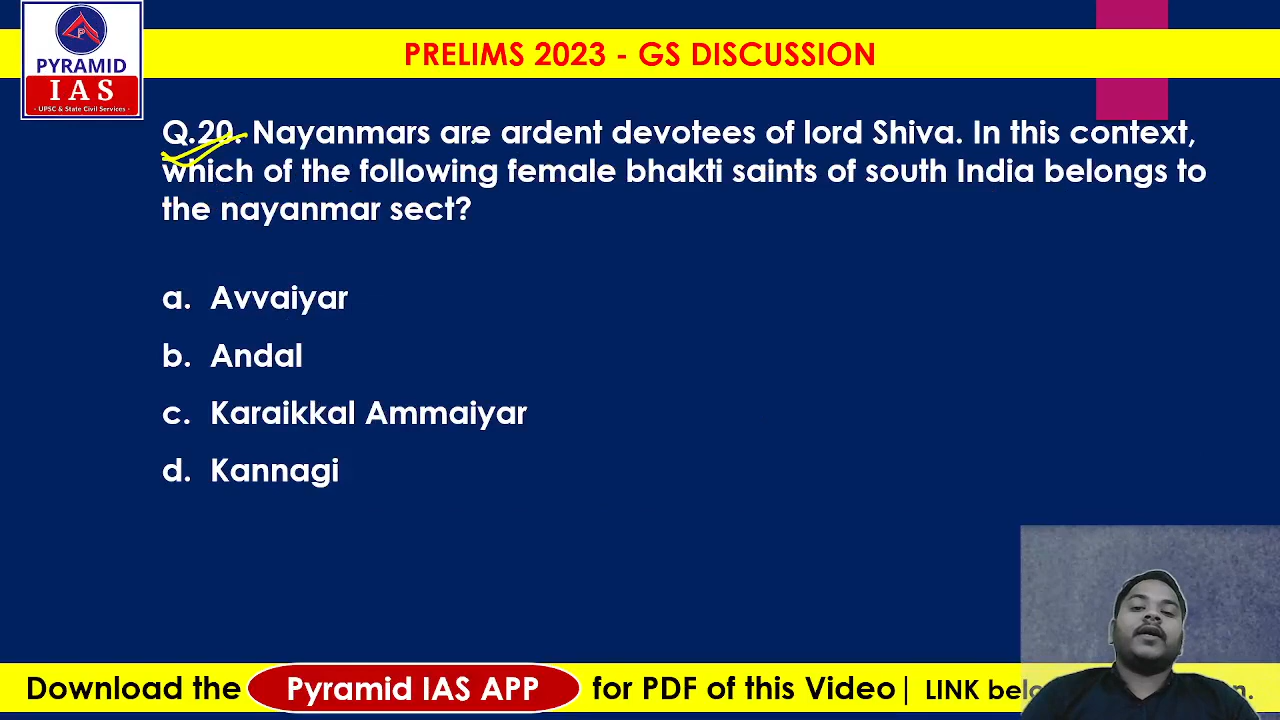 PYRAMID
IAS
- UPSC & State Civil Services -
PRELIMS 2023 - GS DISCUSSION
Q.20. Nayanmars are ardent devotees of lord Shiva. In this context,
which of the following female bhakti saints of south India belongs to
the nayanmar sect?
a. Avvaiyar
b. Andal
c. Karaikkal Ammaiyar
d. Kannagi
Download the Pyramid IAS APP for PDF of this Video | LINK